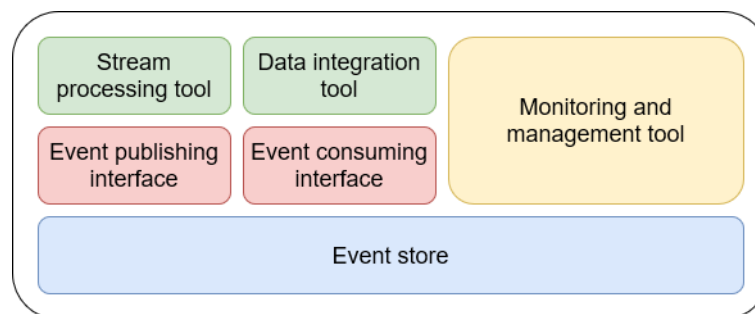 Stream
processing tool
Data integration
tool
Monitoring and
management tool
Event publishing
interface
Event consuming
interface
Event store